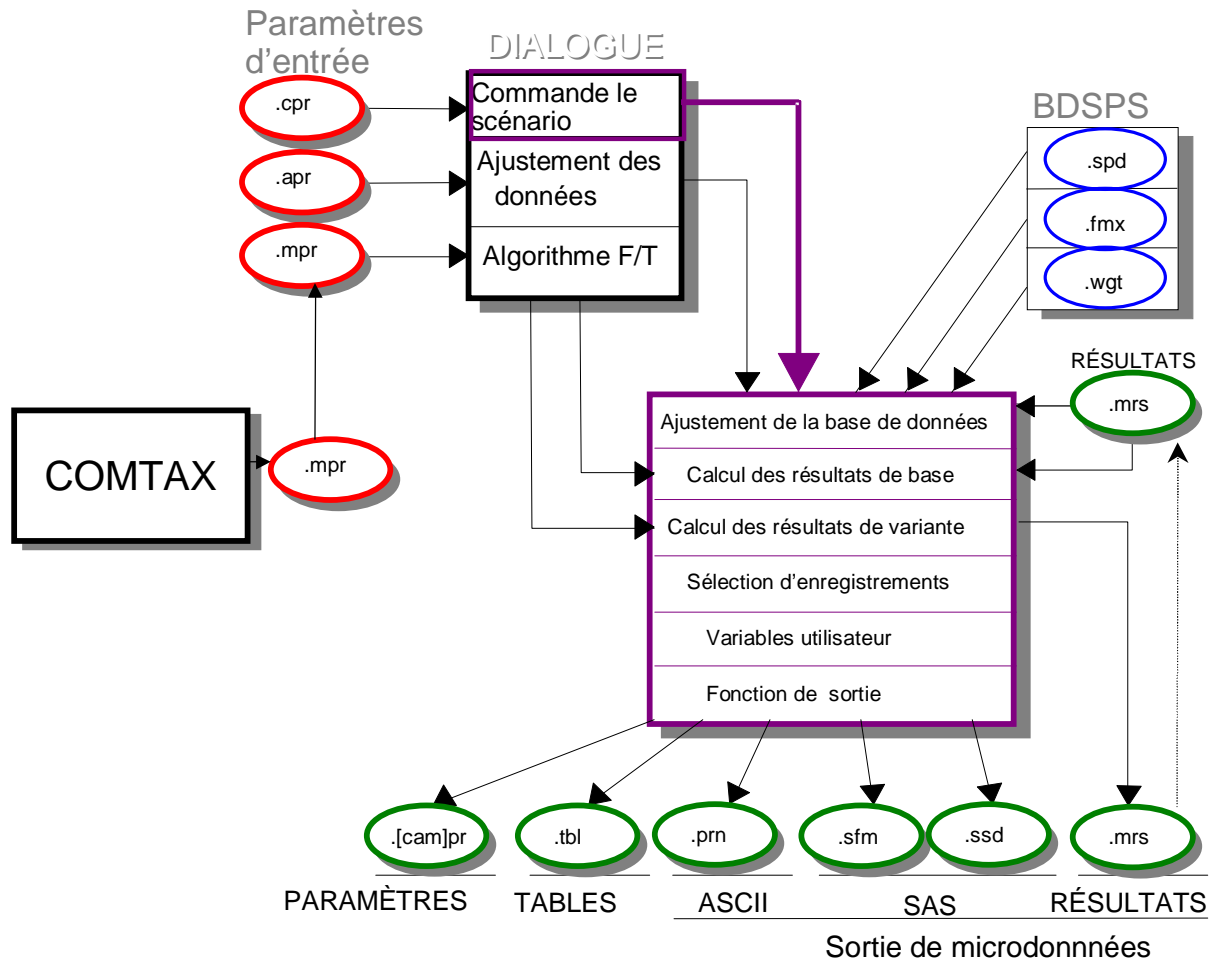 Paramètres
d'entrée
DIALOGUE
BDSPS
.cpr
Commande le
scénario
.spd
.apr
Ajustement des
données
.fmx
.mpr
Algorithme F/T
.wgt
RÉSULTATS
.mrs
COMTAX
.mpr
Ajustement de la base de données
Calcul des résultats de base
Calcul des résultats de variante
Sélection d'enregistrements
Variables utilisateur
Fonction de sortie
.[cam]pr
.tbl
.prn
.sfm
.ssd
.mrs
PARAMÈTRES
TABLES
ASCII
SAS
RÉSULTATS
Sortie de microdonnnées